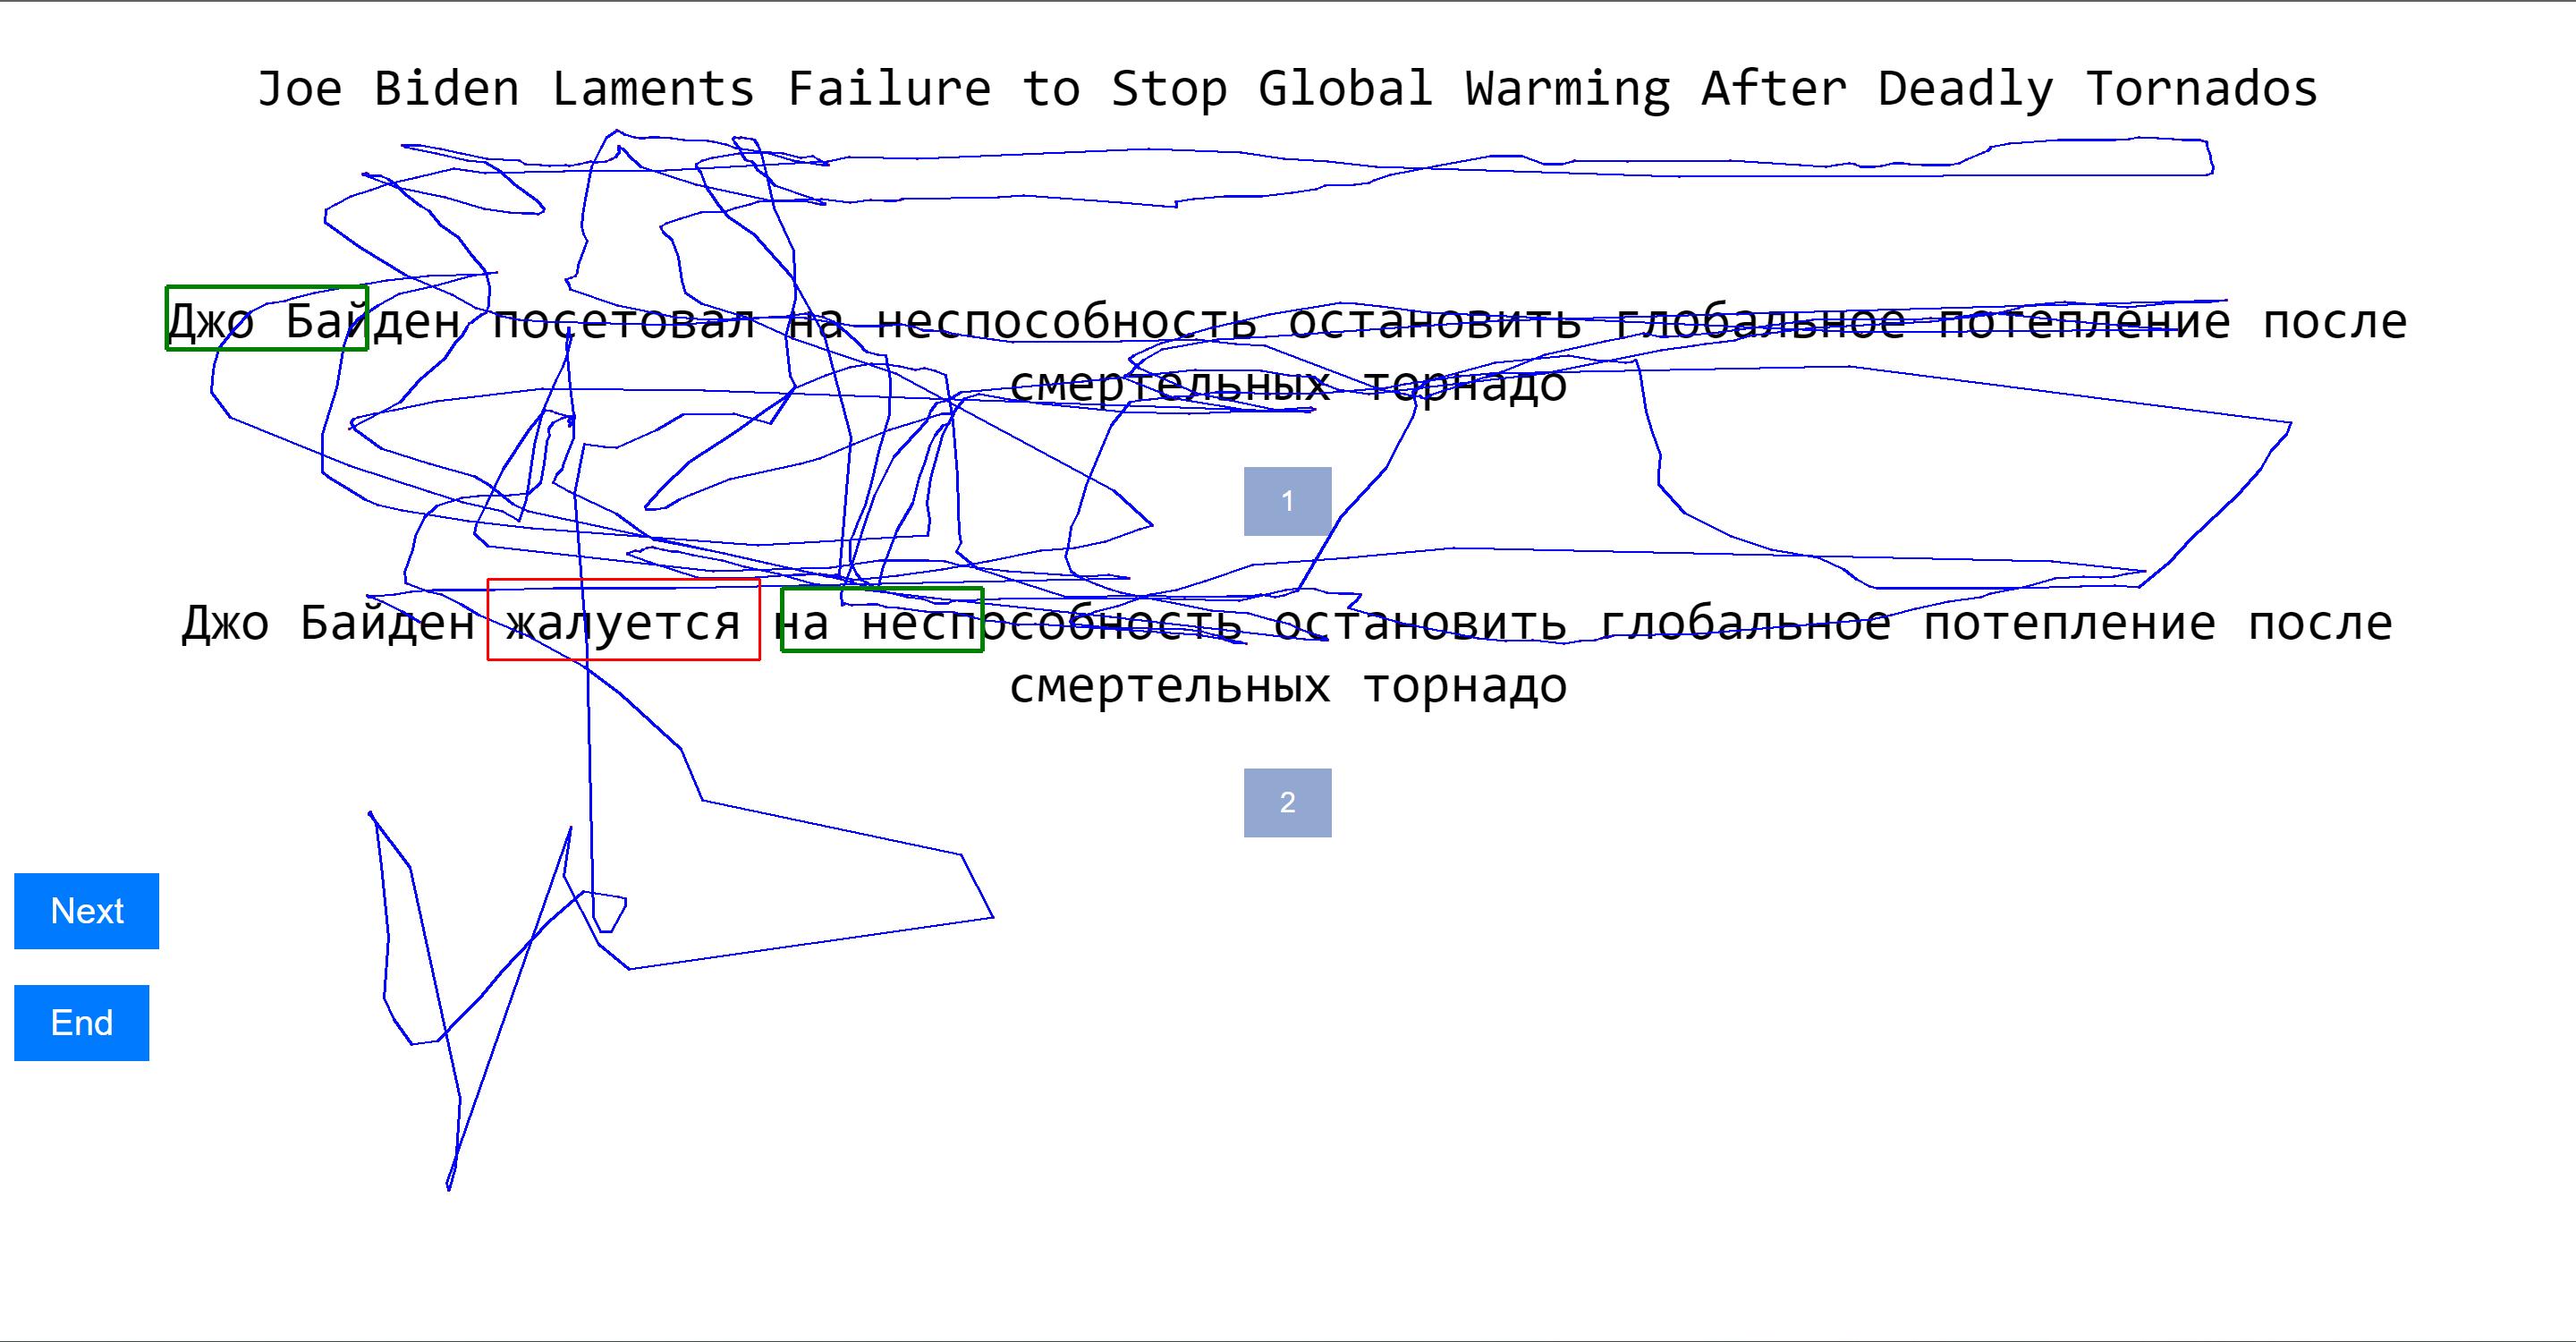 Joe Biden Laments Failure to Stop Global Warming After Deadly Tornados
Джо Байден посетовал на неспособность остановить глобальное потепление после
смертельных торнадо
1
Джо Байден жалуется на неспособность остановить глобальное потепление после
смертельных торнадо
2
Next
End